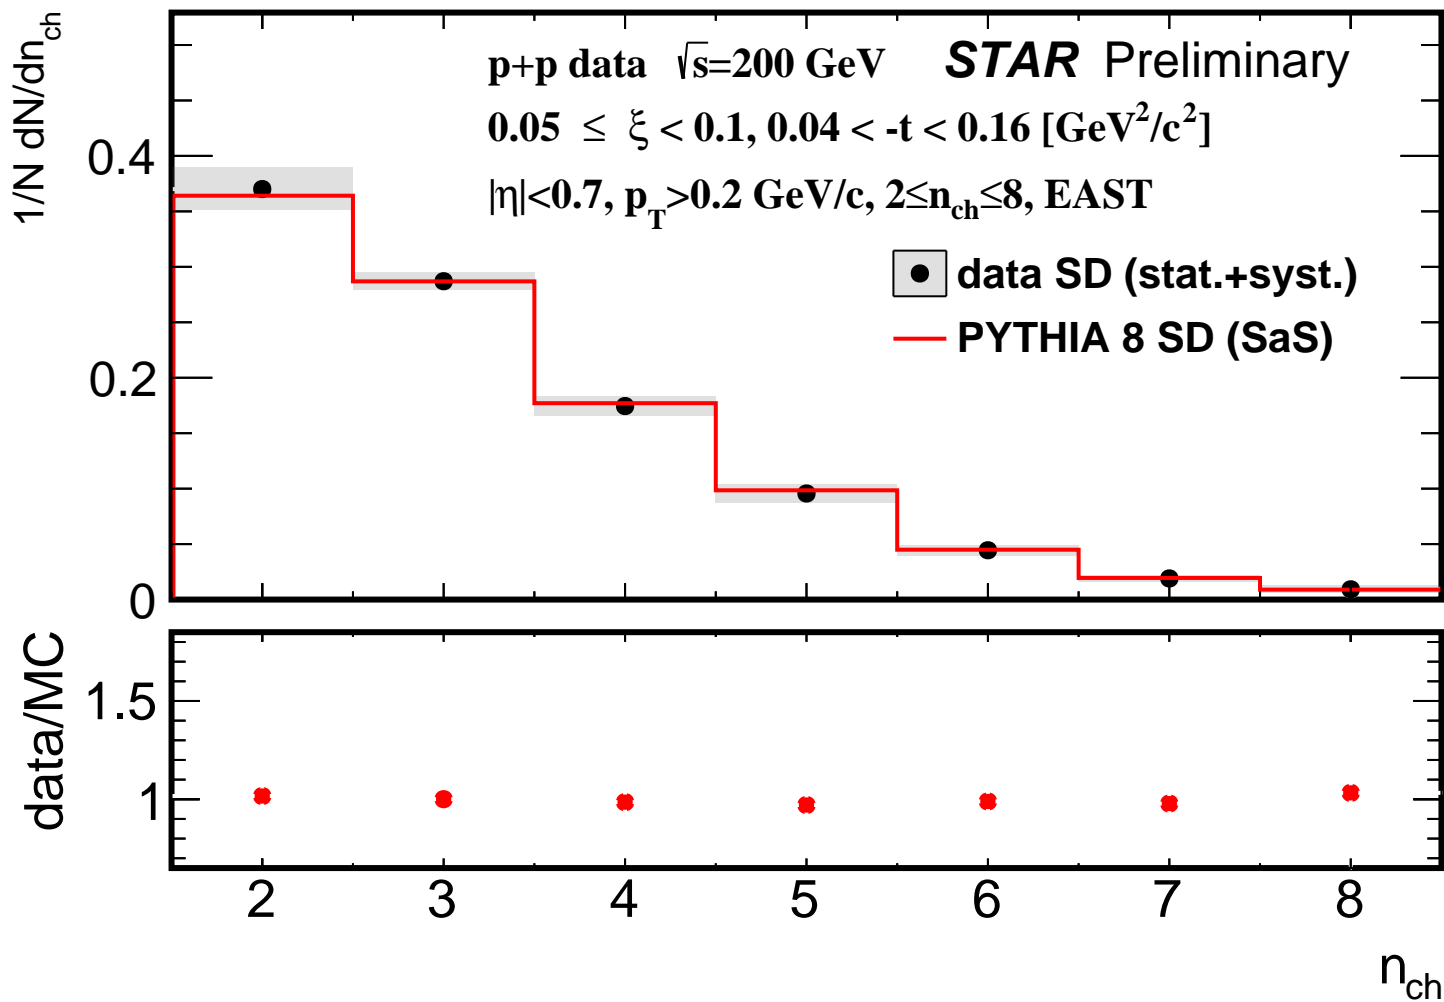 1/N dN/dn_ch
p+p data √s=200 GeV STAR Preliminary
0.05 ≤ ξ < 0.1, 0.04 < -t < 0.16 [GeV²/c²]
|η|<0.7, p_T>0.2 GeV/c, 2≤n_ch≤8, EAST
data SD (stat.+syst.)
PYTHIA 8 SD (SaS)
0.4
0.2
0
data/MC
1.5
1
2 3 4 5 6 7 8
n_ch